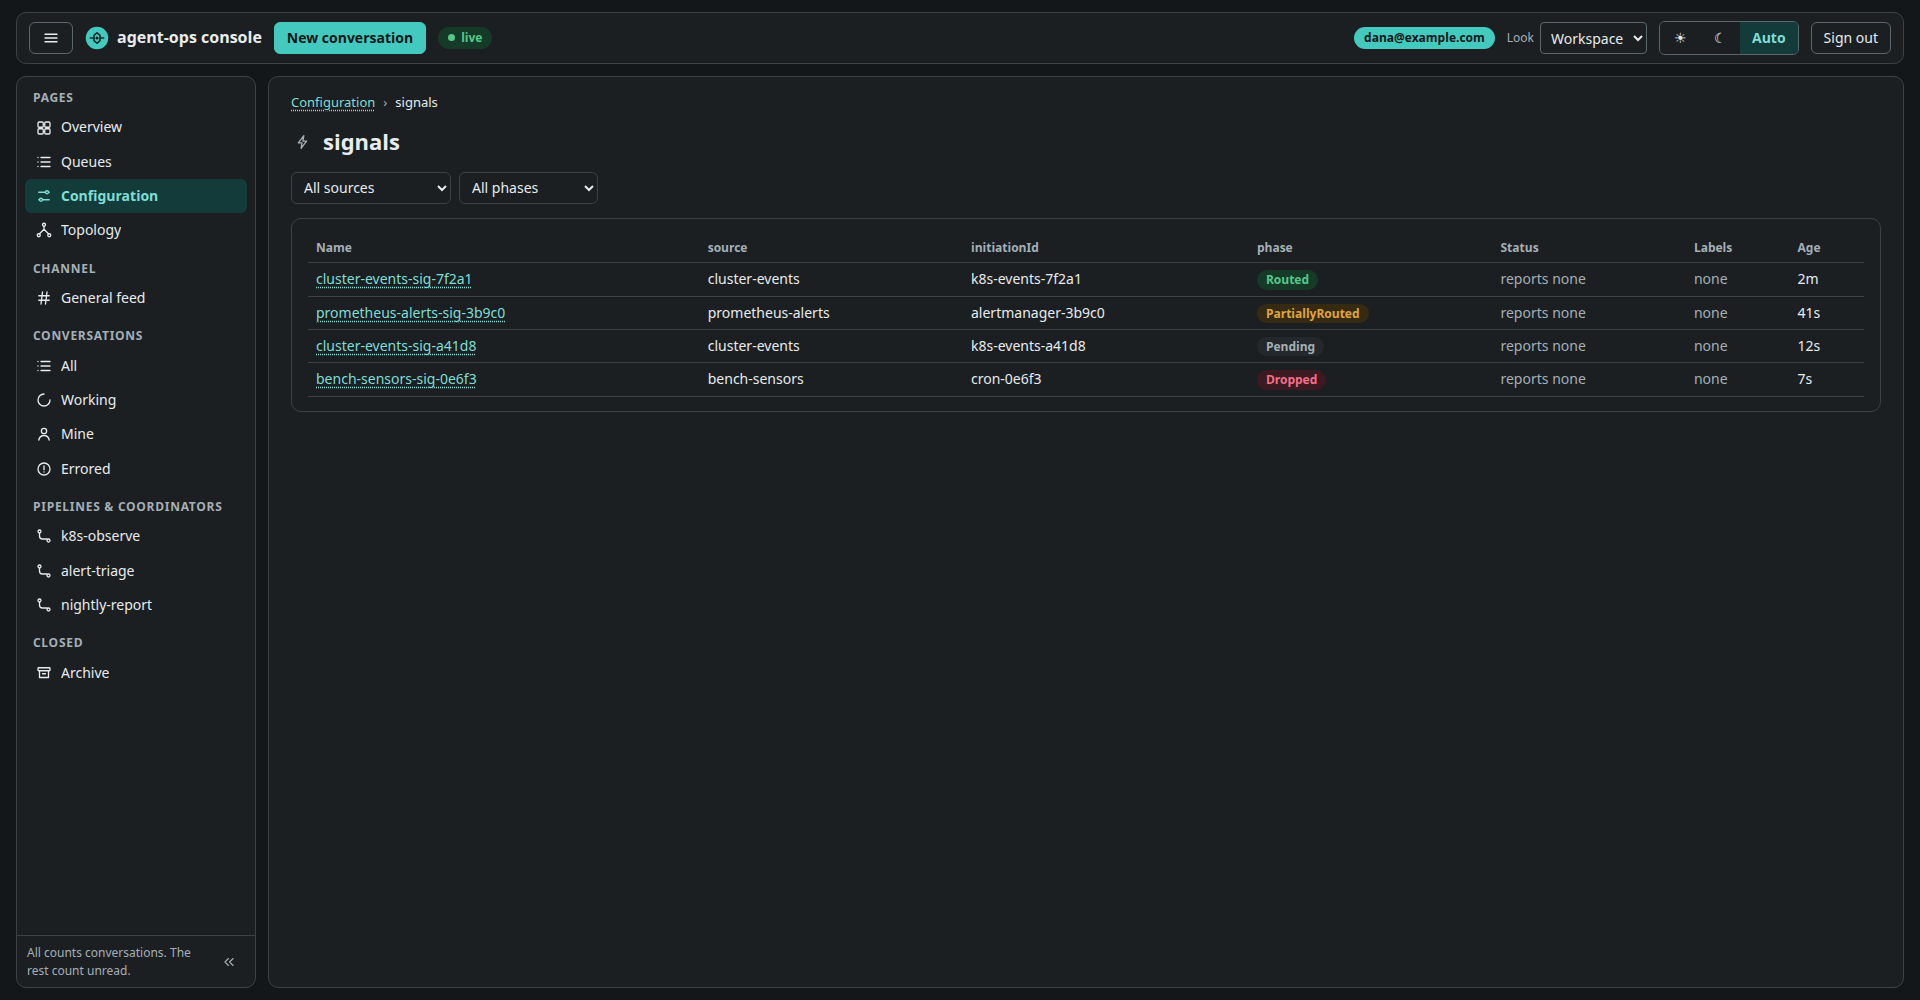 agent-ops console
New conversation
live
dana@example.com
Look
Workspace
Auto
Sign out
PAGES
Overview
Queues
Configuration
Topology
CHANNEL
General feed
CONVERSATIONS
All
Working
Mine
Errored
PIPELINES & COORDINATORS
k8s-observe
alert-triage
nightly-report
CLOSED
Archive
All counts conversations. The
rest count unread.
Configuration › signals
signals
All sources
All phases
Name source initiationId phase Status Labels Age
cluster-events-sig-7f2a1 cluster-events k8s-events-7f2a1 Routed reports none none 2m
prometheus-alerts-sig-3b9c0 prometheus-alerts alertmanager-3b9c0 PartiallyRouted reports none none 41s
cluster-events-sig-a41d8 cluster-events k8s-events-a41d8 Pending reports none none 12s
bench-sensors-sig-0e6f3 bench-sensors cron-0e6f3 Dropped reports none none 7s